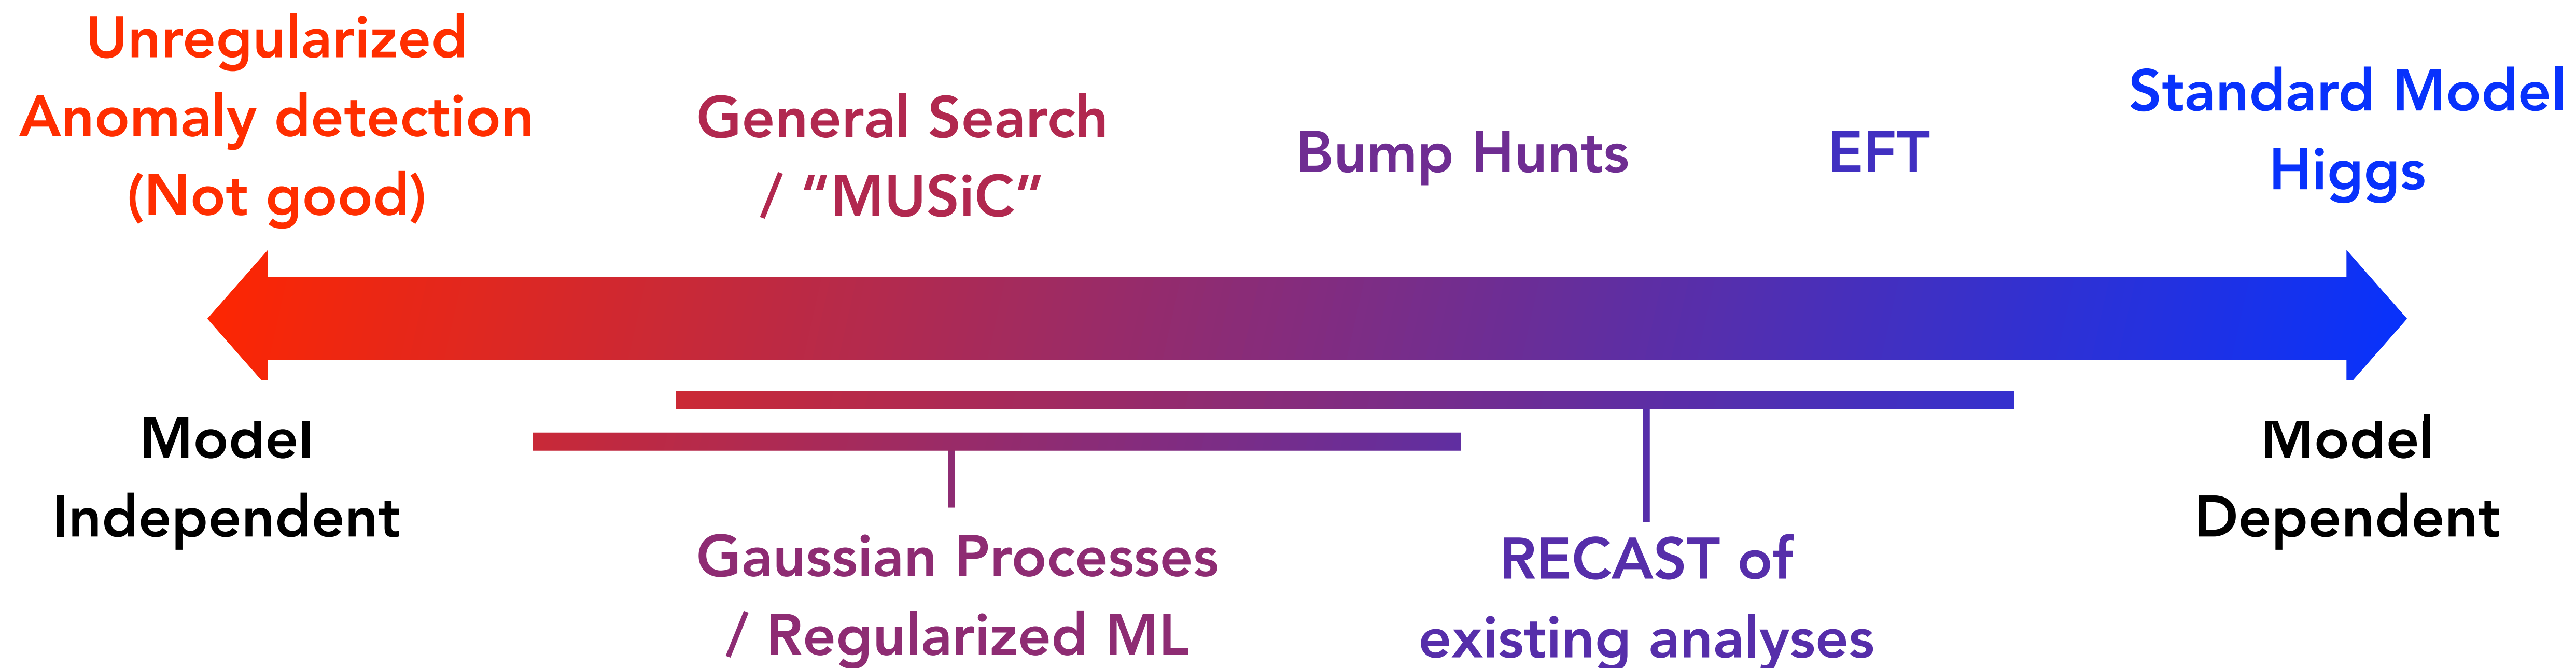 Unregularized
Anomaly detection
(Not good)
General Search
/ “MUSiC”
Bump Hunts
EFT
Standard Model
Higgs
Model
Independent
Model
Dependent
Gaussian Processes
/ Regularized ML
RECAST of
existing analyses